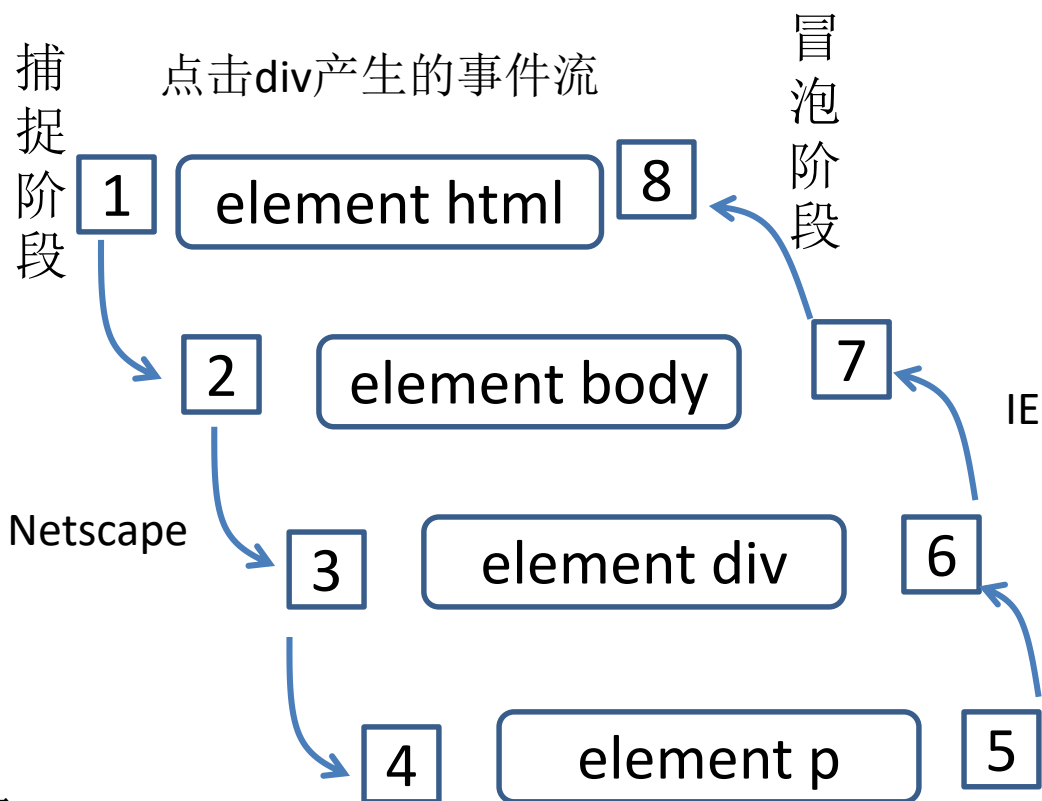 捕捉阶段
点击div产生的事件流
冒泡阶段
1
element html
8
2
element body
7
IE
Netscape
3
element div
6
4
element p
5